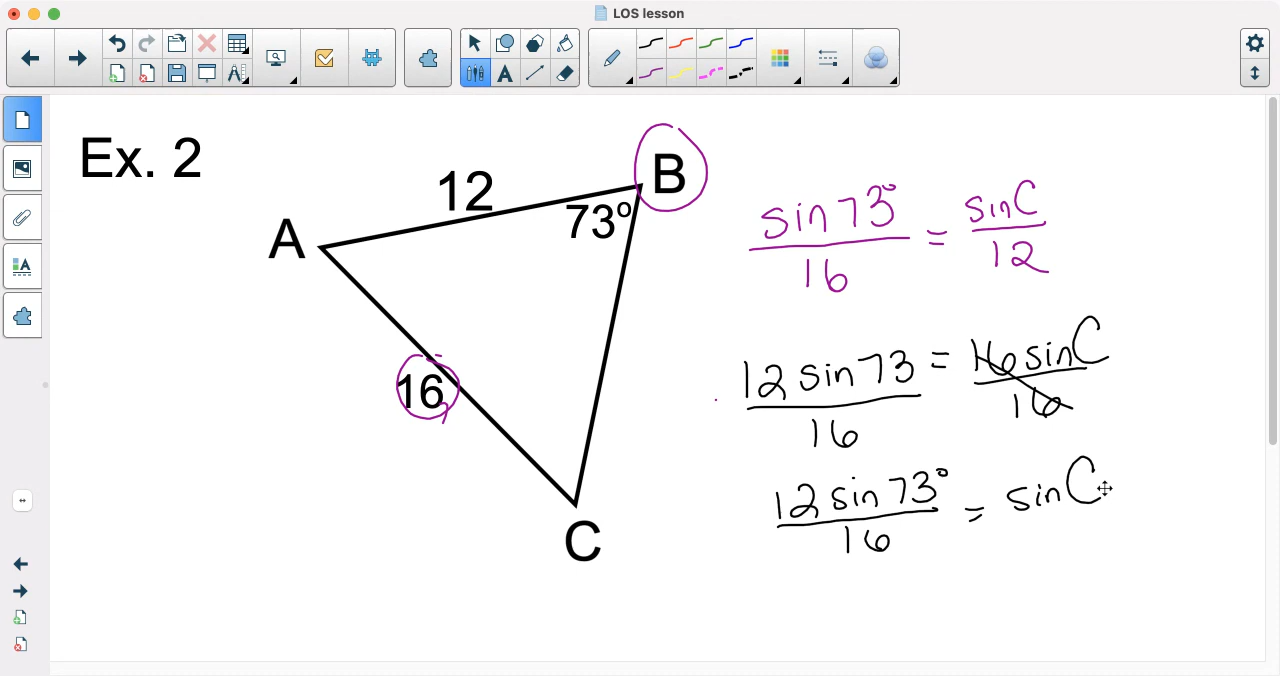 LOS lesson
Ex. 2
12
A
B
73º
16
C
sin 73° / 16 = sin C / 12
12 sin 73 / 16 = 16 sin C / 16
12 sin 73° / 16 = sin C
A
A